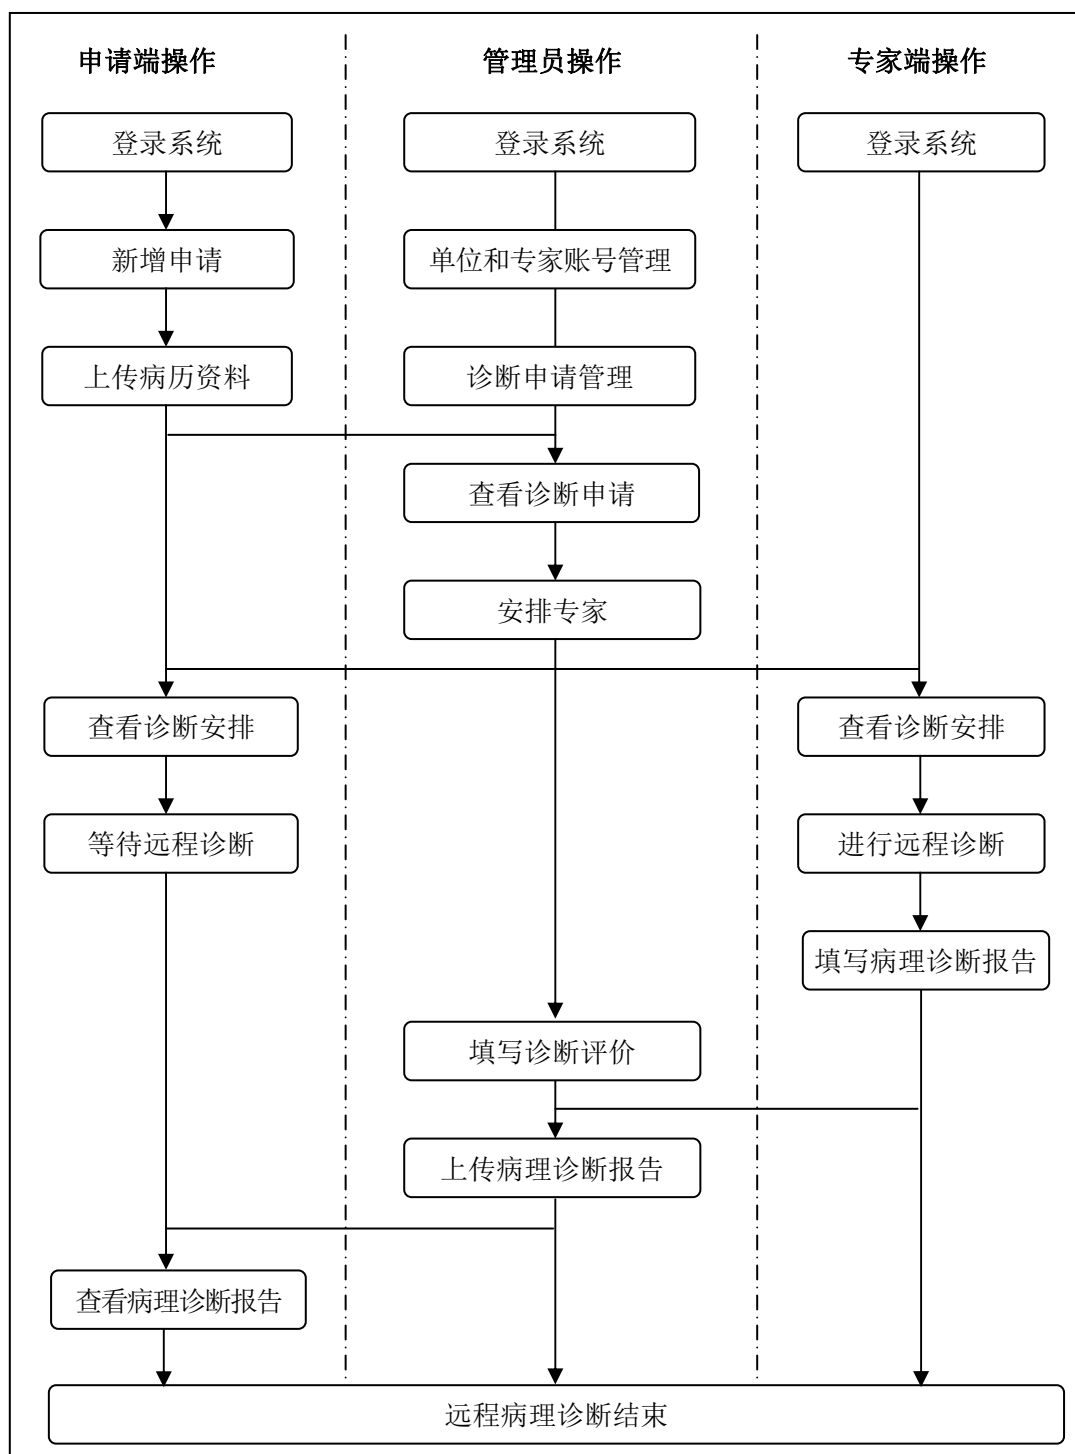 申请端操作
管理员操作
专家端操作
登录系统
登录系统
登录系统
新增申请
单位和专家账号管理
上传病历资料
诊断申请管理
查看诊断申请
安排专家
查看诊断安排
查看诊断安排
等待远程诊断
进行远程诊断
填写病理诊断报告
填写诊断评价
上传病理诊断报告
查看病理诊断报告
远程病理诊断结束